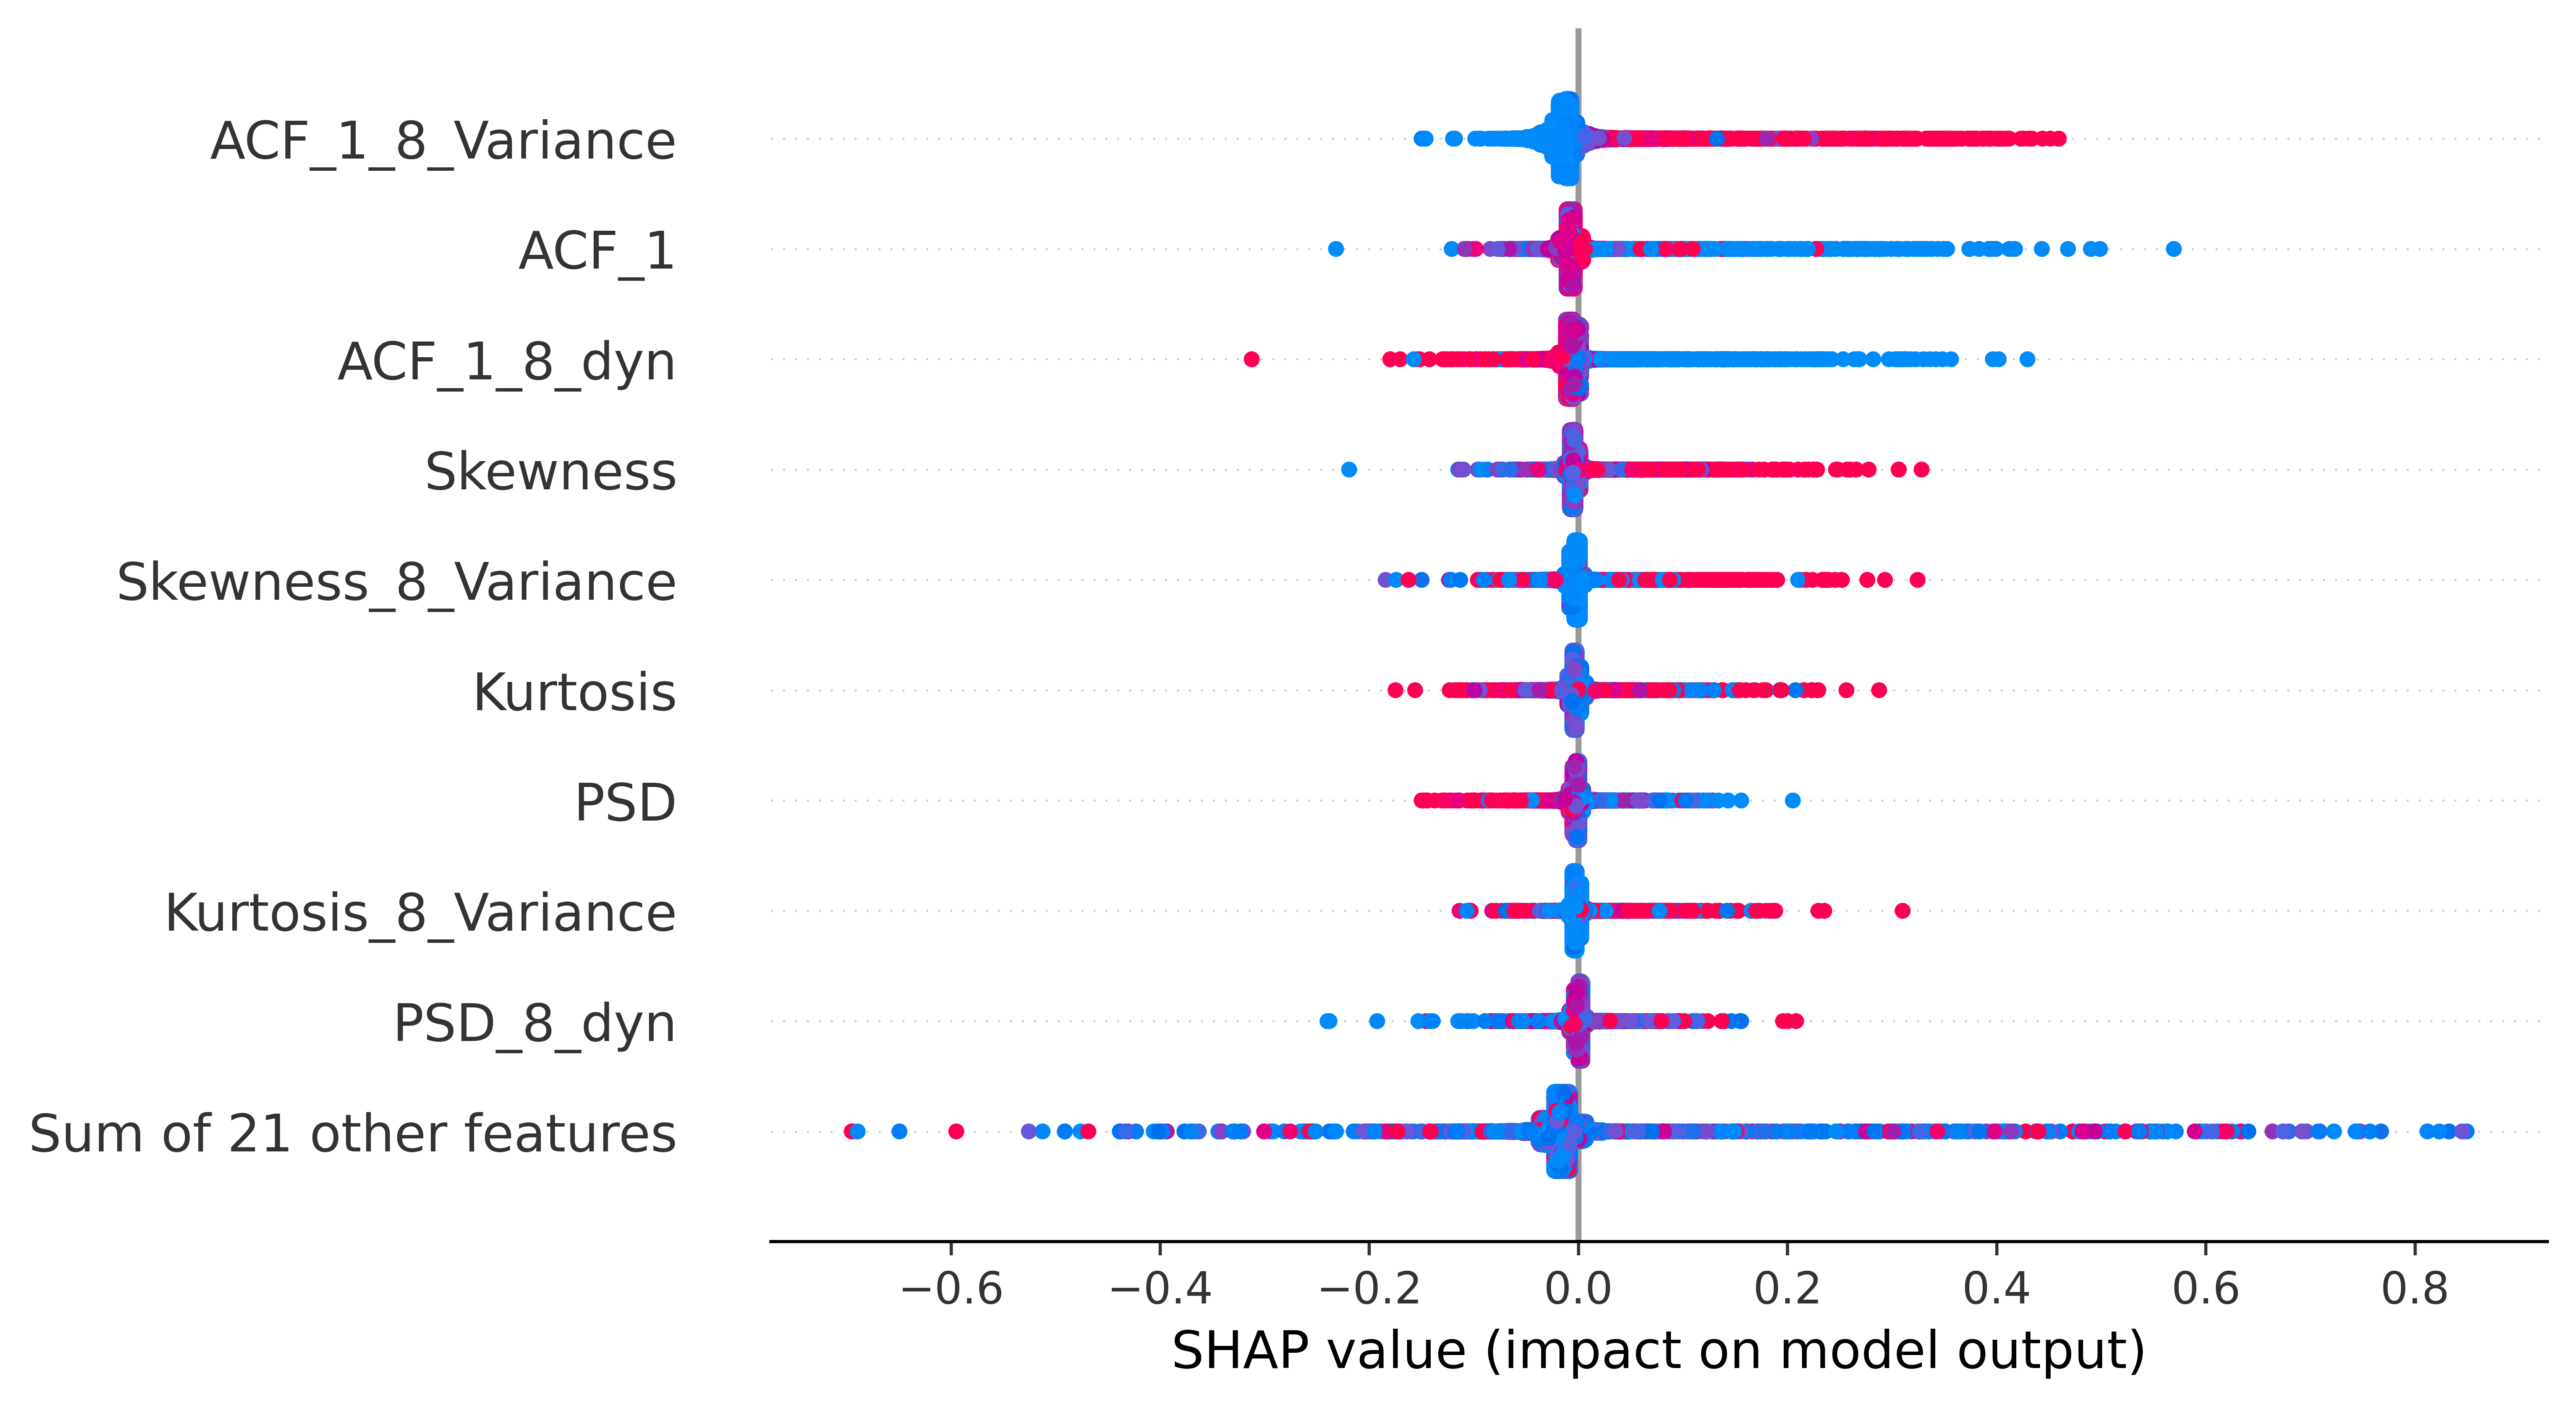 ACF_1_8_Variance
ACF_1
ACF_1_8_dyn
Skewness
Skewness_8_Variance
Kurtosis
PSD
Kurtosis_8_Variance
PSD_8_dyn
Sum of 21 other features
−0.6 −0.4 −0.2 0.0 0.2 0.4 0.6 0.8
SHAP value (impact on model output)